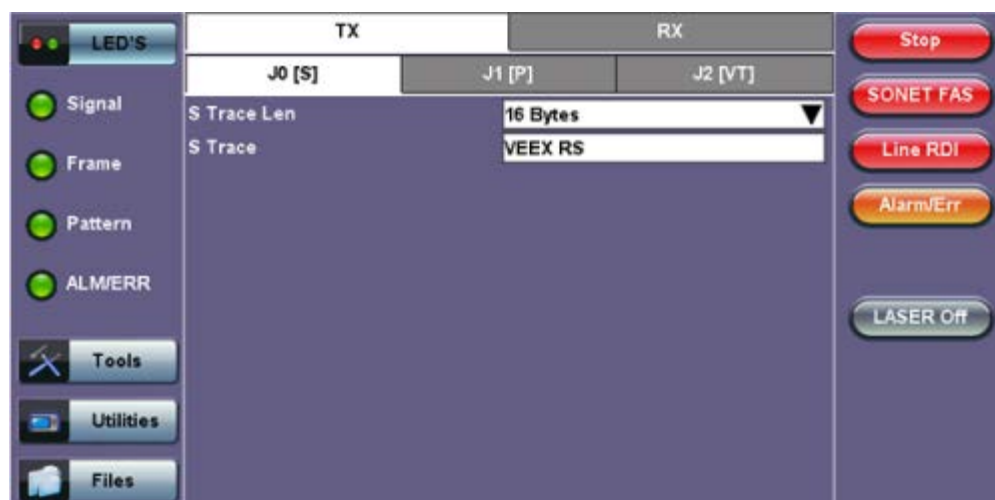 LED'S
Signal
Frame
Pattern
ALM/ERR
Tools
Utilities
Files
TX RX
J0 [S] J1 [P] J2 [VT]
S Trace Len 16 Bytes
S Trace VEEX RS
Stop
SONET FAS
Line RDI
Alarm/Err
LASER Off